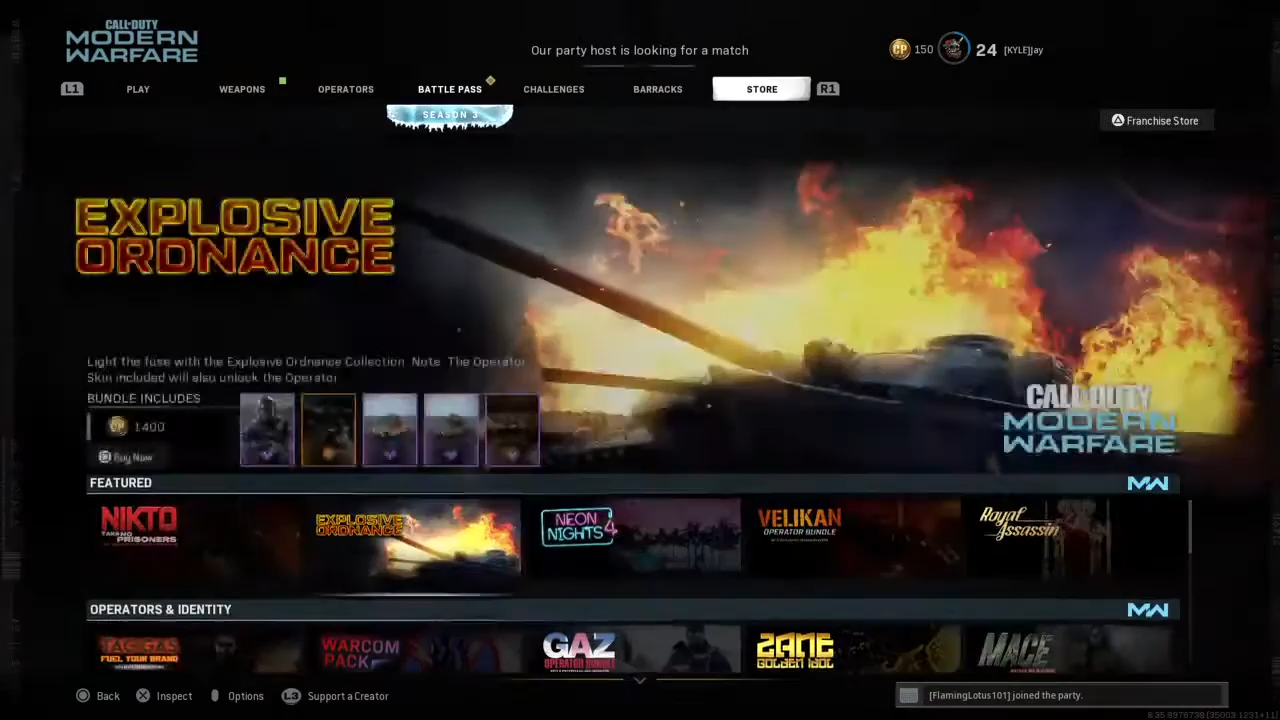 CALL·DUTY
MODERN
WARFARE
Our party host is looking for a match
CP 150
24 [KYLE]Jay
L1 PLAY WEAPONS OPERATORS BATTLE PASS CHALLENGES BARRACKS STORE R1
SEASON 3
Franchise Store
EXPLOSIVE
ORDNANCE
Light the fuse with the Explosive Ordnance Collection. Note: The Operator
Skin included will also unlock the Operator
BUNDLE INCLUDES
CP 1,400
Buy Now
CALL·DUTY
MODERN
WARFARE
FEATURED MW
NIKTO
TAKE NO
PRISONERS
EXPLOSIVE
ORDNANCE
NEON
NIGHTS 4
VELIKAN
OPERATOR BUNDLE
Royal
Assassin
OPERATORS & IDENTITY MW
TAC GAS
FUEL YOUR BRAND
WARCOM
PACK
GAZ
OPERATOR BUNDLE
ZANE
GOLDEN IDOL
MACE
Back Inspect Options L3 Support a Creator
[FlamingLotus101] joined the party.